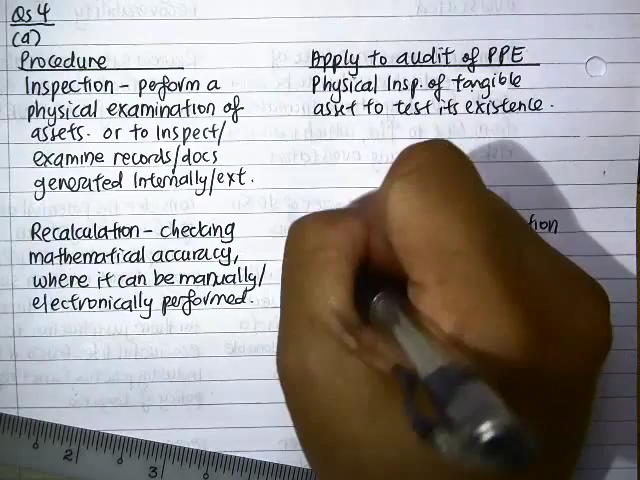 Qs 4
(a)
Procedure
Inspection - perform a
physical examination of
assets. or to Inspect/
examine records/docs
generated Internally/ext.
Recalculation - checking
mathematical accuracy,
where it can be manually/
electronically performed.
Apply to audit of PPE
Physical Insp. of tangible
asset to test its existence.
2
3